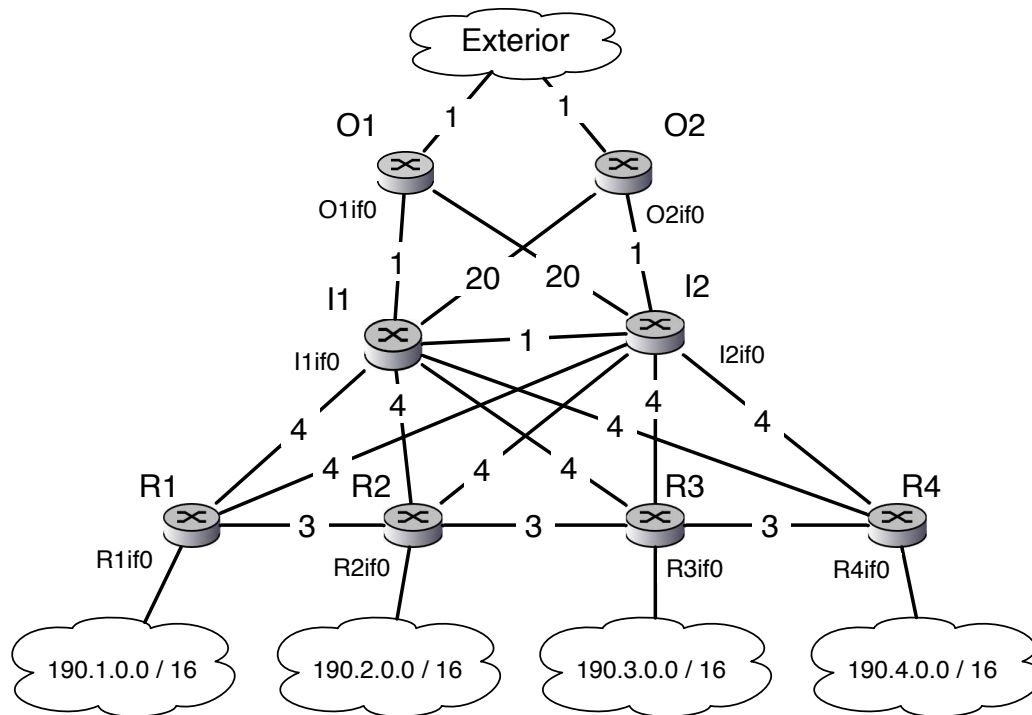 Exterior
1
1
O1
O2
O1if0
O2if0
1
20
20
1
I1
I2
1
I1if0
I2if0
4
4
4
4
4
4
4
4
R1
R2
R3
R4
3
3
3
R1if0
R2if0
R3if0
R4if0
190.1.0.0 / 16
190.2.0.0 / 16
190.3.0.0 / 16
190.4.0.0 / 16